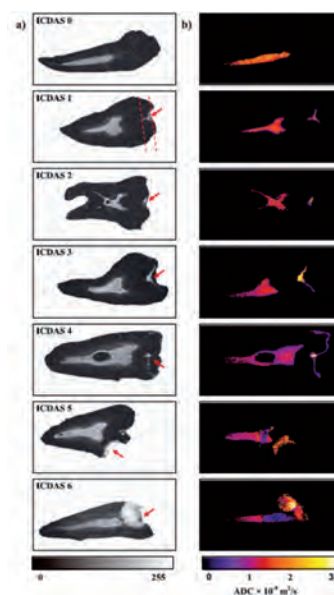 a)
b)
ICDAS 0
ICDAS 1
ICDAS 2
ICDAS 3
ICDAS 4
ICDAS 5
ICDAS 6
0 255
0 1 2 3
ADC × 10⁻⁹ m²/s